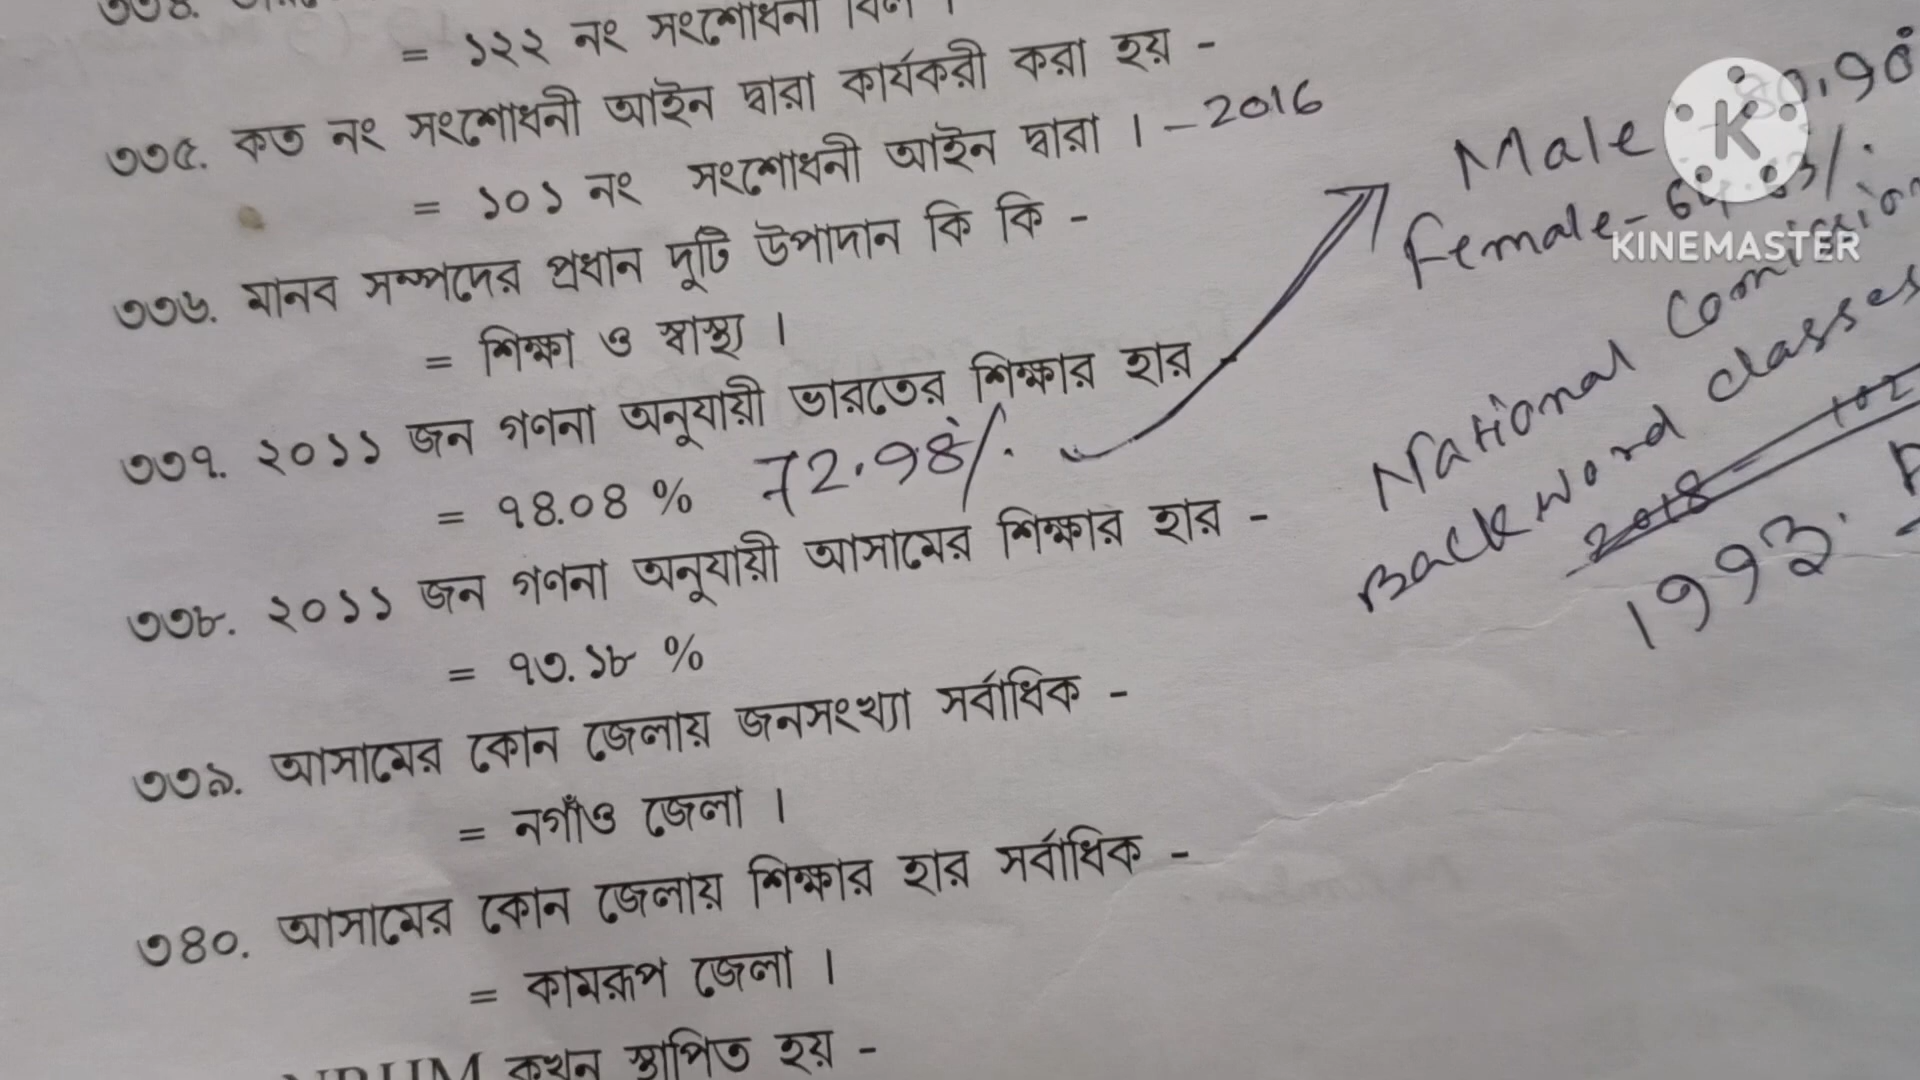 ৩৩৪.
= ১২২ নং সংশোধনী বিল ।
৩৩৫. কত নং সংশোধনী আইন দ্বারা কার্যকরী করা হয় -
= ১০১ নং সংশোধনী আইন দ্বারা । - 2016
৩৩৬. মানব সম্পদের প্রধান দুটি উপাদান কি কি -
= শিক্ষা ও স্বাস্থ্য ।
৩৩৭. ২০১১ জন গণনা অনুযায়ী ভারতের শিক্ষার হার
= ৭৪.০৪ % 72.98%.
৩৩৮. ২০১১ জন গণনা অনুযায়ী আসামের শিক্ষার হার -
= ৭৩.১৮ %
৩৩৯. আসামের কোন জেলায় জনসংখ্যা সর্বাধিক -
= নগাঁও জেলা ।
৩৪০. আসামের কোন জেলায় শিক্ষার হার সর্বাধিক -
= কামরূপ জেলা ।
কখন স্থাপিত হয় -
Male
Female -
National Commission
Backword classes
2018 - 102
1993.
K
KINEMASTER